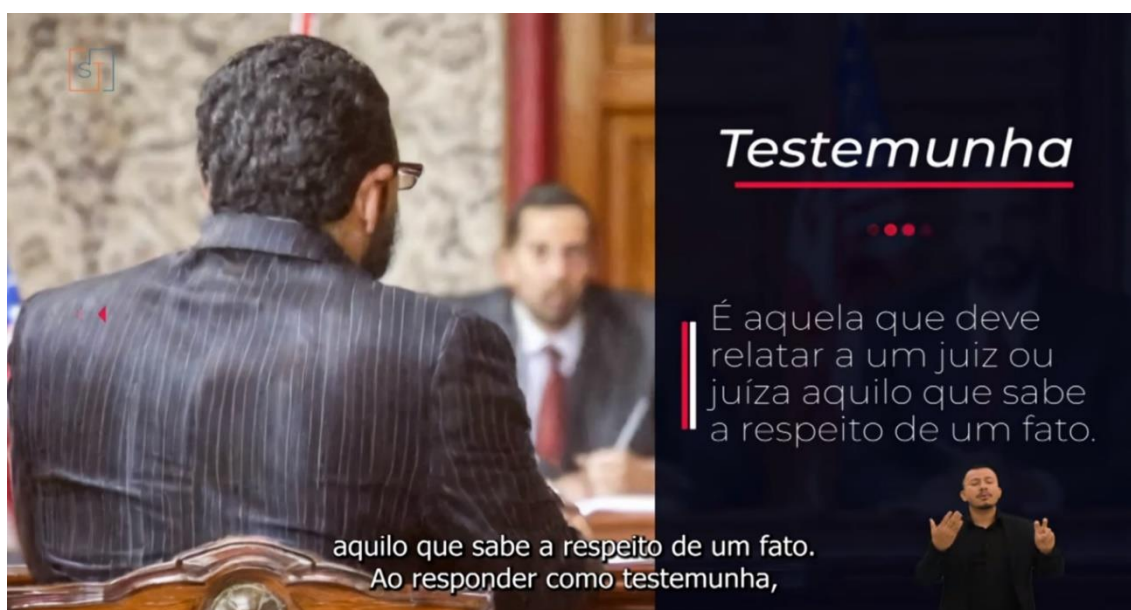 Testemunha
É aquela que deve
relatar a um juiz ou
juíza aquilo que sabe
a respeito de um fato.
aquilo que sabe a respeito de um fato.
Ao responder como testemunha,